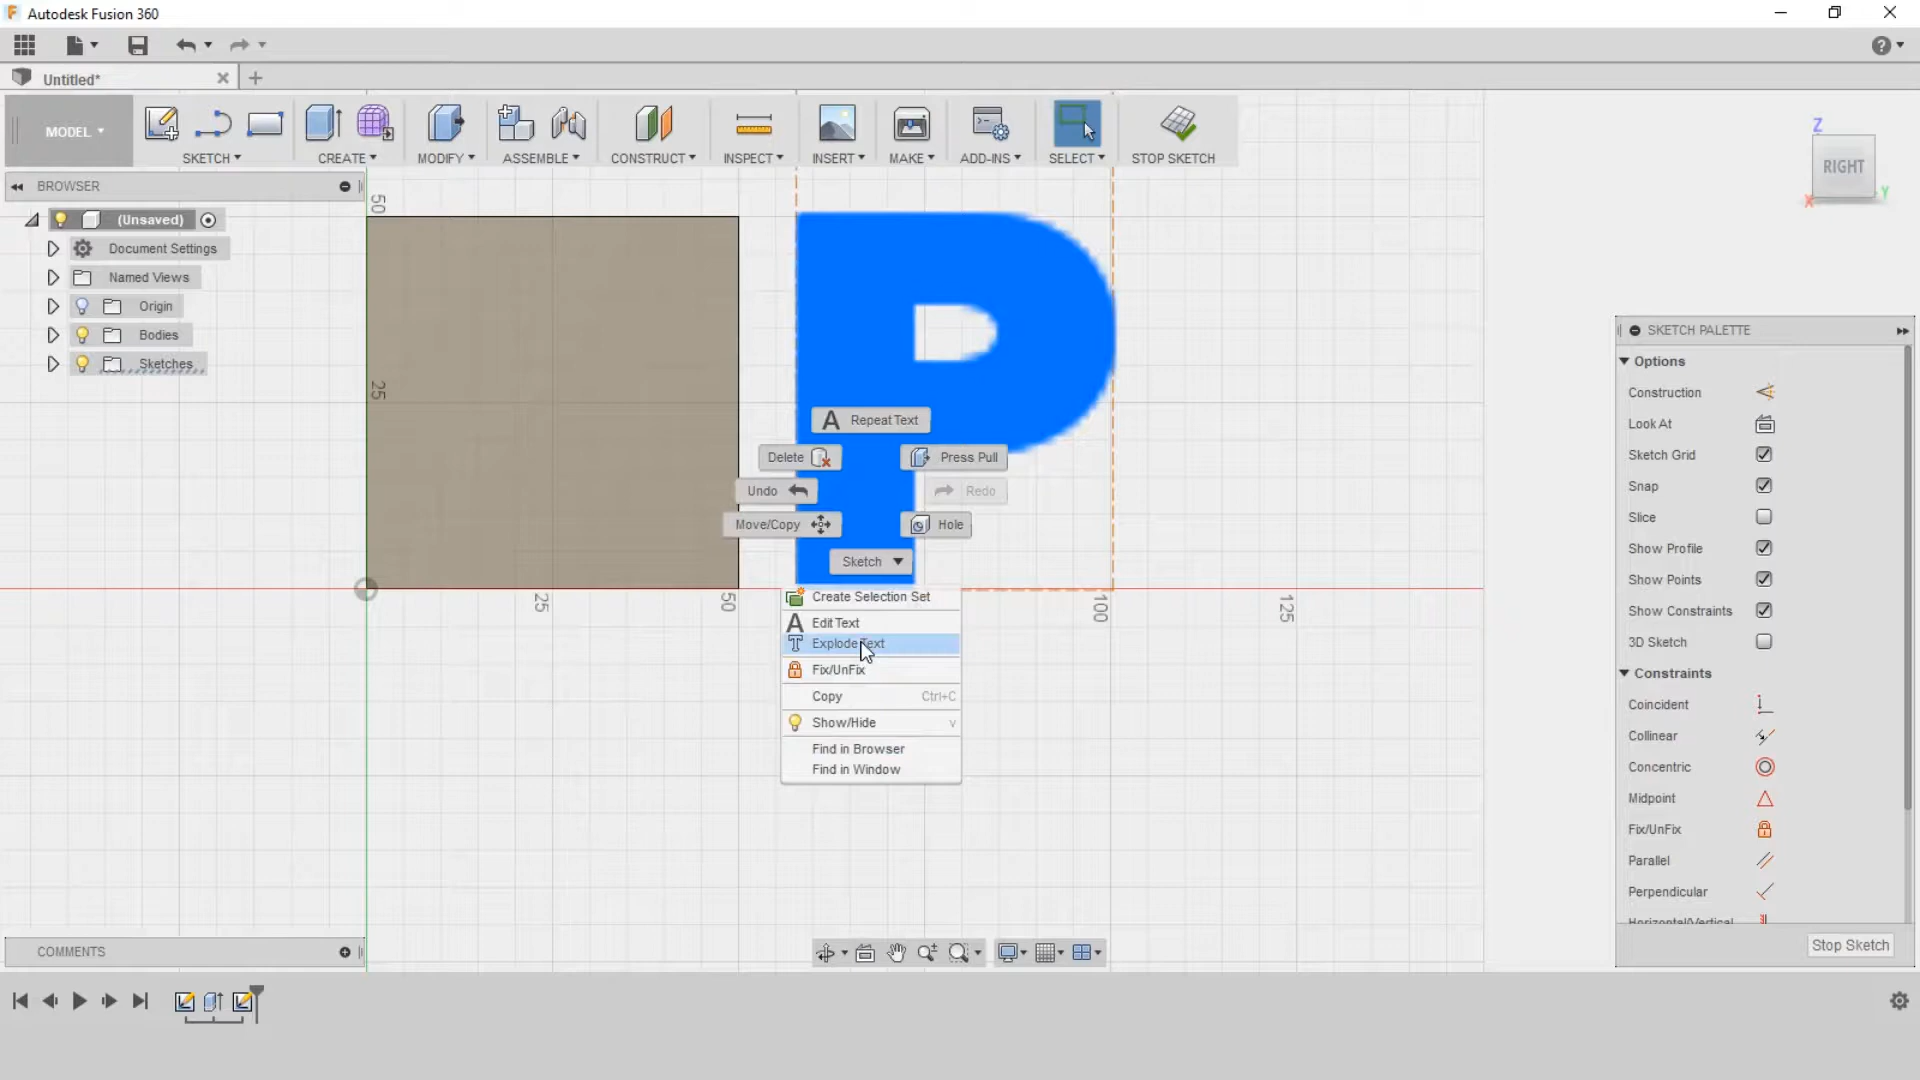 Autodesk Fusion 360
Untitled*
MODEL
SKETCH
CREATE
MODIFY
ASSEMBLE
CONSTRUCT
INSPECT
INSERT
MAKE
ADD-INS
SELECT
STOP SKETCH
Z
RIGHT
X
Y
BROWSER
(Unsaved)
Document Settings
Named Views
Origin
Bodies
Sketches
50
25
25
50
100
125
P
Repeat Text
Delete
Press Pull
Undo
Redo
Move/Copy
Hole
Sketch
Create Selection Set
Edit Text
Explode Text
Fix/UnFix
Copy Ctrl+C
Show/Hide v
Find in Browser
Find in Window
SKETCH PALETTE
Options
Construction
Look At
Sketch Grid
Snap
Slice
Show Profile
Show Points
Show Constraints
3D Sketch
Constraints
Coincident
Collinear
Concentric
Midpoint
Fix/UnFix
Parallel
Perpendicular
Horizontal/Vertical
Stop Sketch
COMMENTS